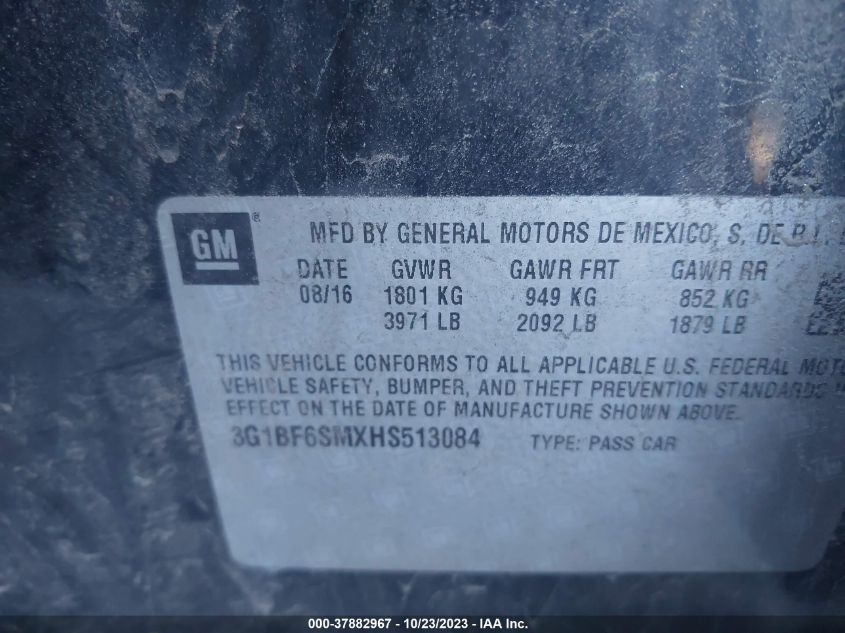 GM ® MFD BY GENERAL MOTORS DE MEXICO, S. DE R.L.
DATE GVWR GAWR FRT GAWR RR
08/16 1801 KG 949 KG 852 KG
3971 LB 2092 LB 1879 LB
THIS VEHICLE CONFORMS TO ALL APPLICABLE U.S. FEDERAL MOTO
VEHICLE SAFETY, BUMPER, AND THEFT PREVENTION STANDARDS
EFFECT ON THE DATE OF MANUFACTURE SHOWN ABOVE.
3G1BF6SMXHS513084 TYPE: PASS CAR
000-37882967 - 10/23/2023 - IAA Inc.